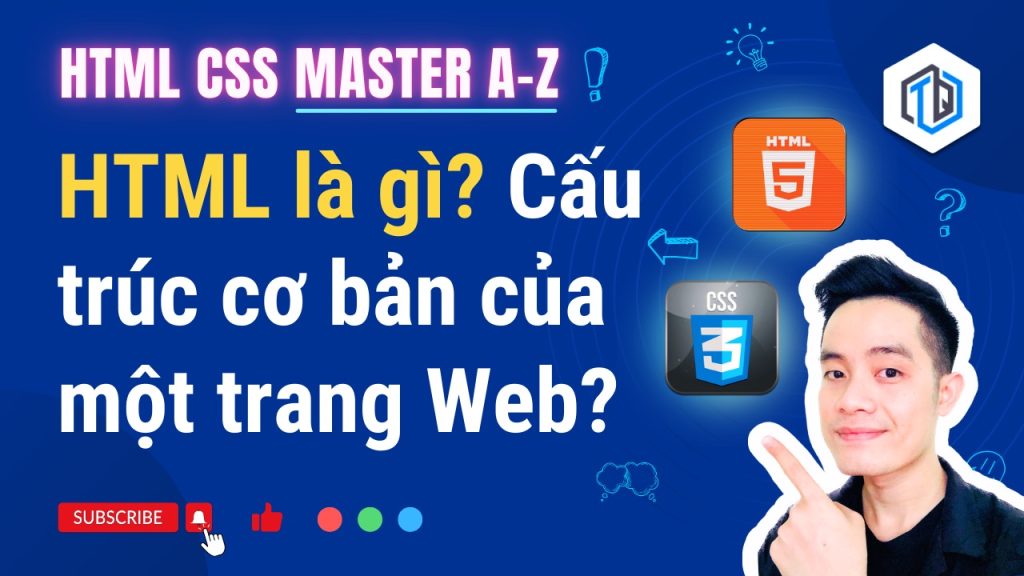 HTML CSS MASTER A-Z
HTML là gì? Cấu
trúc cơ bản của
một trang Web?
HTML
5
CSS
3
TQ
SUBSCRIBE